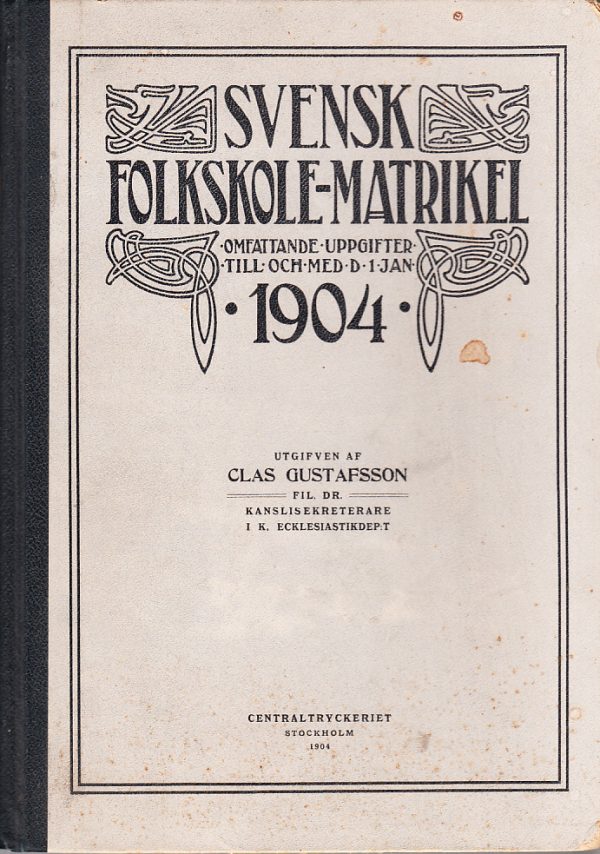 SVENSK
FOLKSKOLE-MATRIKEL
·OMFATTANDE·UPPGIFTER·
·TILL·OCH·MED·D·1·JAN·
·1904·
UTGIFVEN AF
CLAS GUSTAFSSON
FIL. DR.
KANSLISEKRETERARE
I K. ECKLESIASTIKDEP:T
CENTRALTRYCKERIET
STOCKHOLM
1904